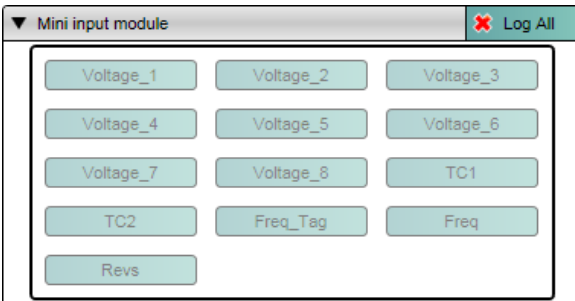 Mini input module Log All
Voltage_1 Voltage_2 Voltage_3
Voltage_4 Voltage_5 Voltage_6
Voltage_7 Voltage_8 TC1
TC2 Freq_Tag Freq
Revs